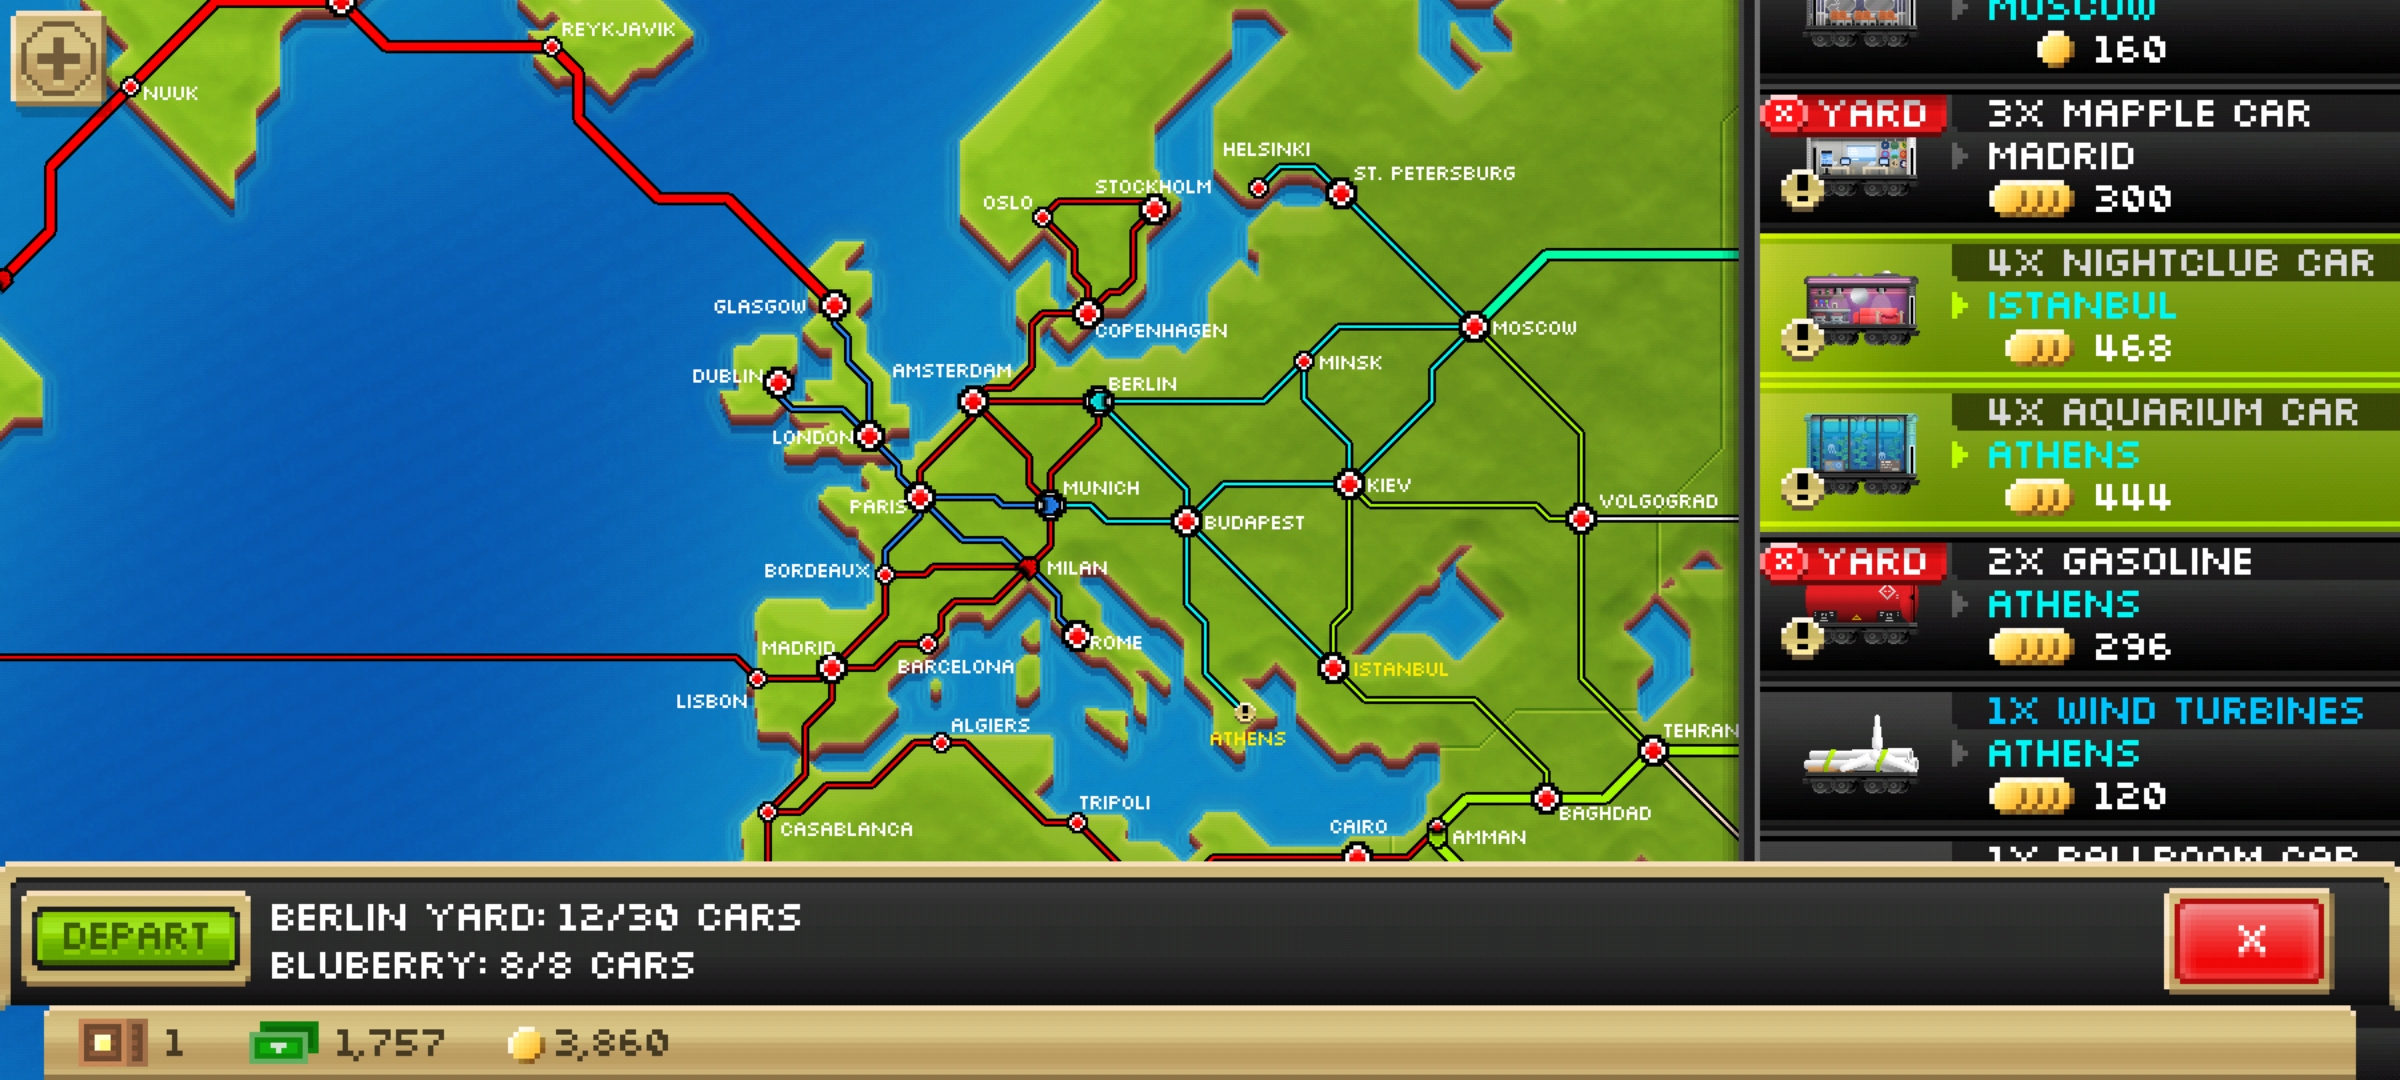 REYKJAVIK
NUUK
HELSINKI
ST. PETERSBURG
STOCKHOLM
OSLO
GLASGOW
COPENHAGEN
MOSCOW
MINSK
AMSTERDAM
BERLIN
DUBLIN
LONDON
MUNICH
KIEV
PARIS
VOLGOGRAD
BUDAPEST
BORDEAUX
MILAN
MADRID
ROME
BARCELONA
ISTANBUL
LISBON
ALGIERS
ATHENS
TEHRAN
TRIPOLI
BAGHDAD
CASABLANCA
CAIRO
AMMAN
MOSCOW
160
YARD
3X MAPPLE CAR
MADRID
300
4X NIGHTCLUB CAR
ISTANBUL
468
4X AQUARIUM CAR
ATHENS
444
YARD
2X GASOLINE
ATHENS
296
1X WIND TURBINES
ATHENS
120
1X BALLROOM CAR
DEPART
BERLIN YARD: 12/30 CARS
BLUBERRY: 8/8 CARS
X
1
1,757
3,860